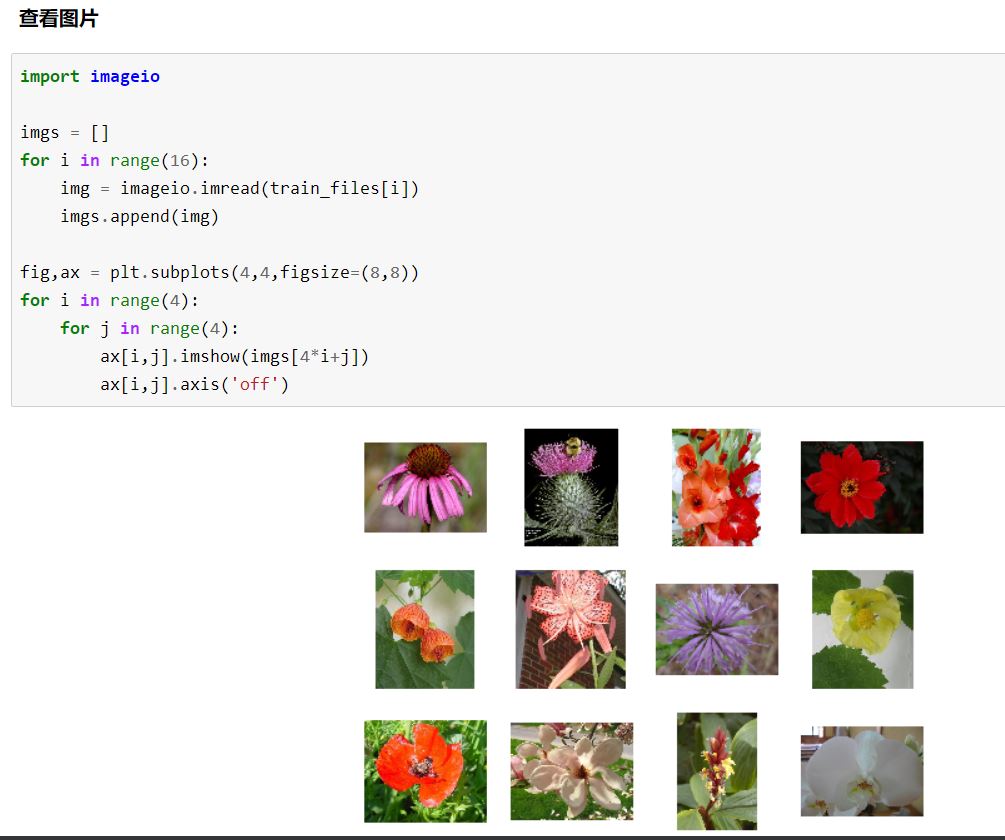 查看图片
import imageio
imgs = []
for i in range(16):
    img = imageio.imread(train_files[i])
    imgs.append(img)
fig,ax = plt.subplots(4,4,figsize=(8,8))
for i in range(4):
    for j in range(4):
        ax[i,j].imshow(imgs[4*i+j])
        ax[i,j].axis('off')